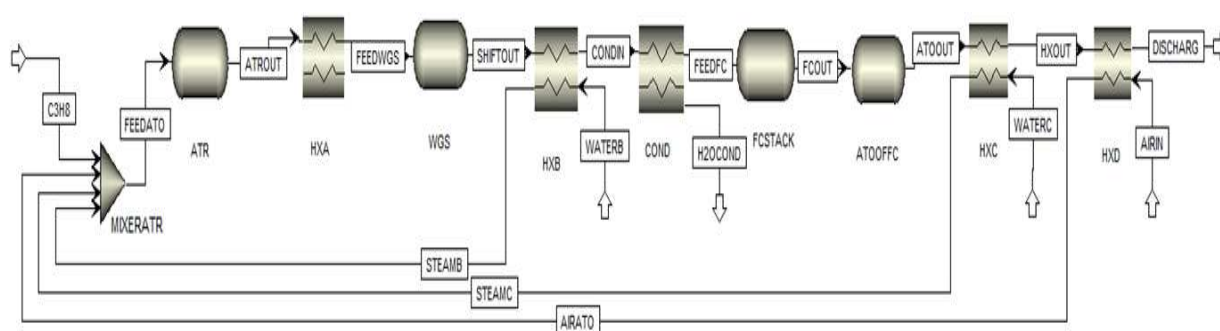 C3H8
FEEDATO
MIXERATR
ATR
ATROUT
HXA
FEEDWGS
WGS
SHIFTOUT
HXB
WATERB
CONDIN
COND
H2OCOND
FEEDFC
FCSTACK
FCOUT
ATOOFFC
ATOOUT
HXC
WATERC
HXOUT
HXD
AIRIN
DISCHARG
STEAMB
STEAMC
AIRATO